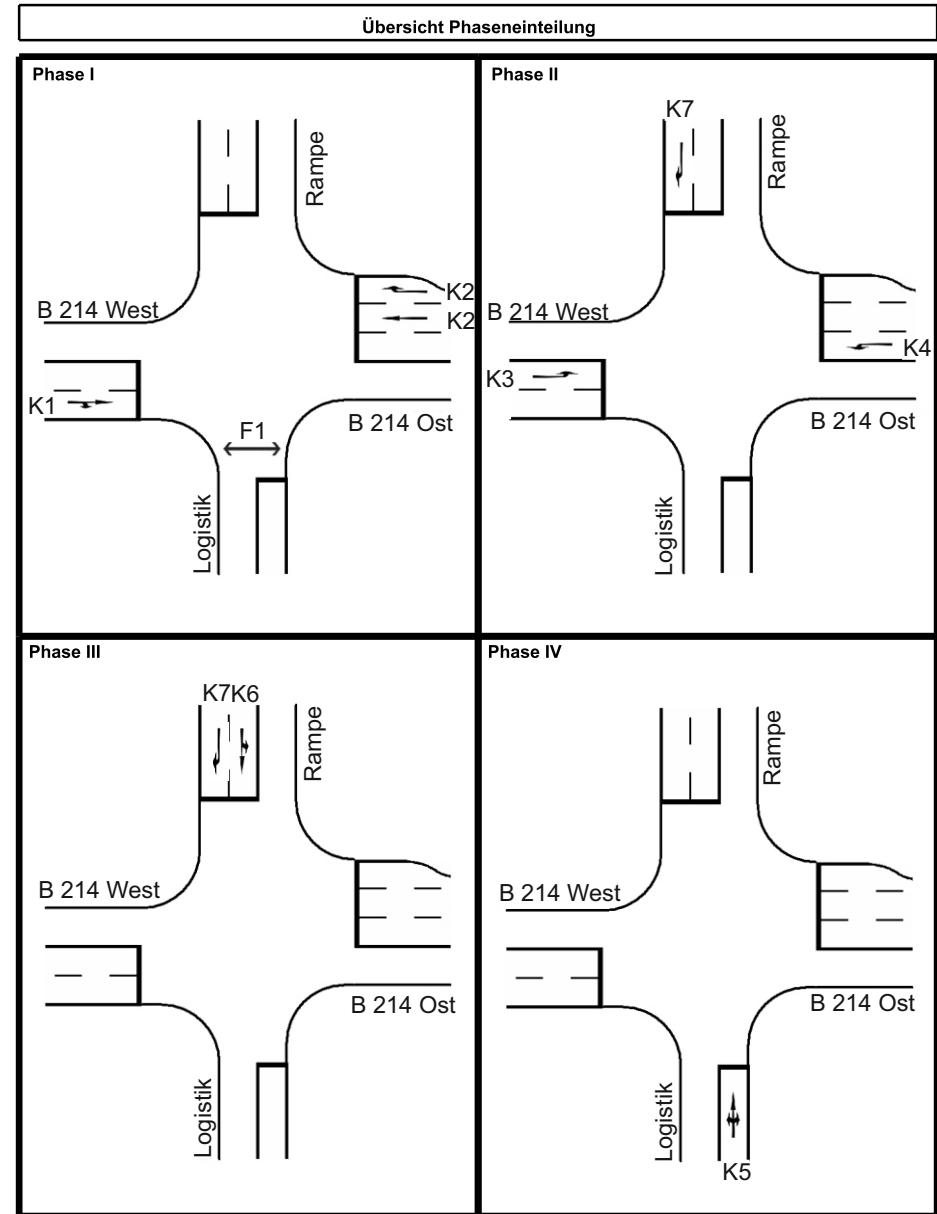 Übersicht Phaseneinteilung
Phase I
Rampe
B 214 West
K2
K2
K1
F1
B 214 Ost
Logistik
Phase II
K7
Rampe
B 214 West
K4
K3
B 214 Ost
Logistik
Phase III
K7K6
Rampe
B 214 West
B 214 Ost
Logistik
Phase IV
Rampe
B 214 West
B 214 Ost
Logistik
K5